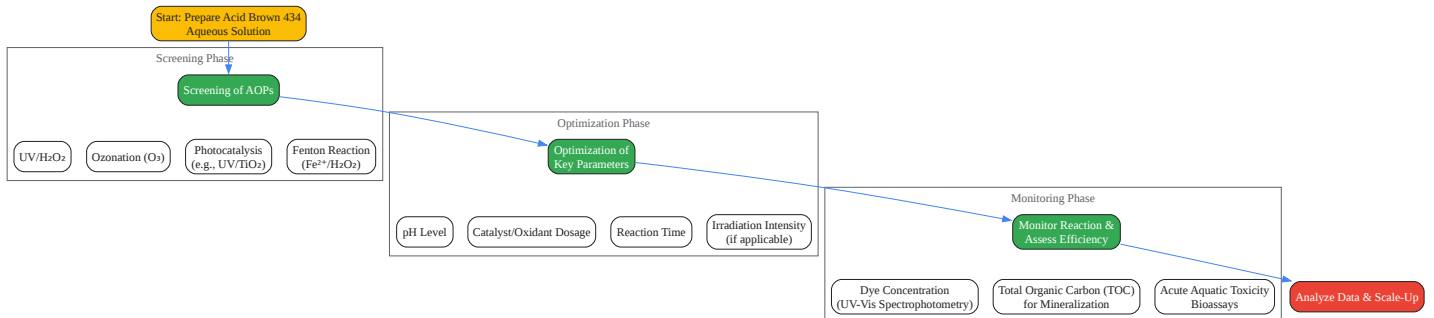 Start: Prepare Acid Brown 434
Aqueous Solution
Screening Phase
Screening of AOPs
UV/H₂O₂
Ozonation (O₃)
Photocatalysis
(e.g., UV/TiO₂)
Fenton Reaction
(Fe²⁺/H₂O₂)
Optimization Phase
Optimization of
Key Parameters
pH Level
Catalyst/Oxidant Dosage
Reaction Time
Irradiation Intensity
(if applicable)
Monitoring Phase
Monitor Reaction &
Assess Efficiency
Dye Concentration
(UV-Vis Spectrophotometry)
Total Organic Carbon (TOC)
for Mineralization
Acute Aquatic Toxicity
Bioassays
Analyze Data & Scale-Up